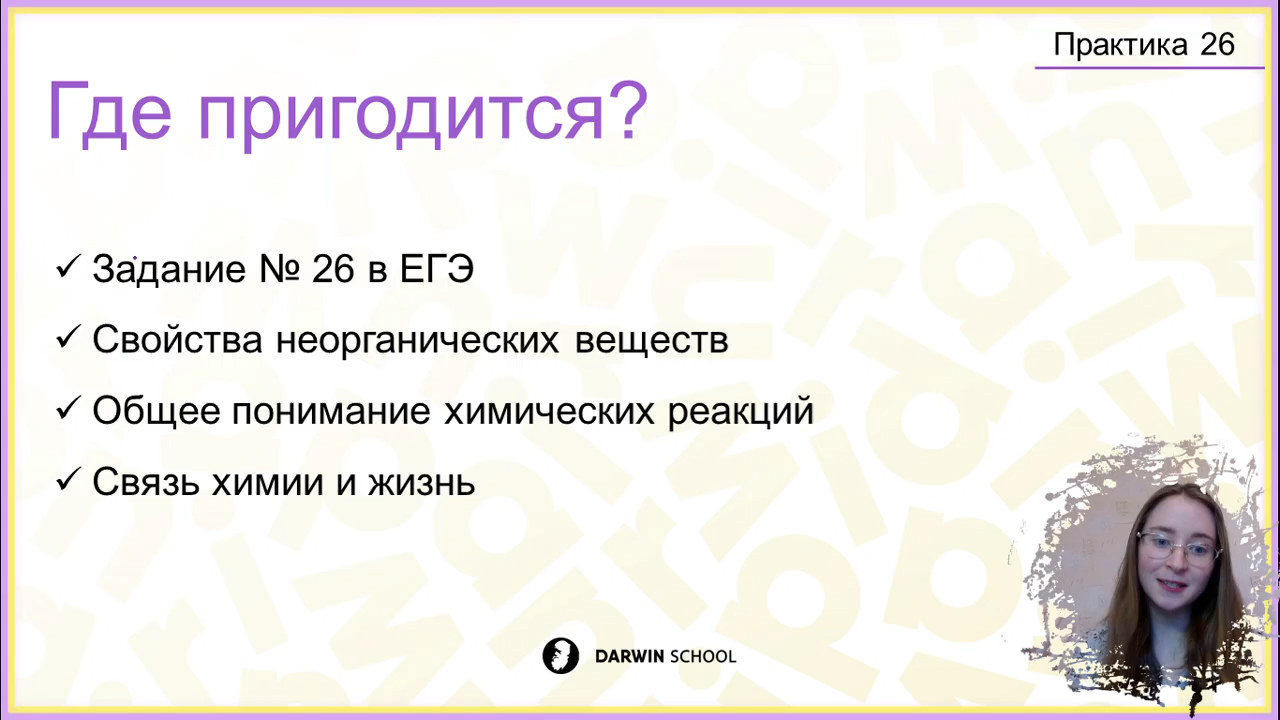 Практика 26
Где пригодится?
✓ Задание № 26 в ЕГЭ
✓ Свойства неорганических веществ
✓ Общее понимание химических реакций
✓ Связь химии и жизнь
DARWIN SCHOOL